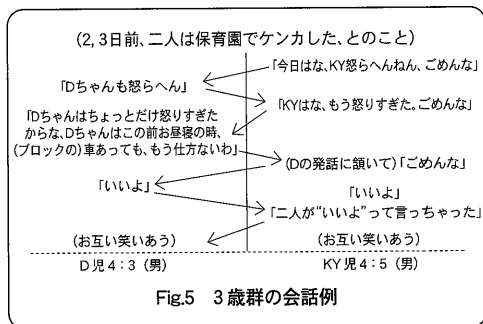 (2, 3日前、二人は保育園でケンカした、とのこと)
「今日はな、KY怒らへんねん、ごめんな」
「Dちゃんも怒らへん」
「KYはな、もう怒りすぎた。ごめんな」
「Dちゃんはちょっとだけ怒りすぎた
からな、Dちゃんはこの前お昼寝の時、
(ブロックの)車あっても、もう仕方ないわ」
(Dの発話に頷いて)「ごめんな」
「いいよ」
「いいよ」
「二人が“いいよ”って言っちゃった」
(お互い笑いあう)
(お互い笑いあう)
D児4:3(男)
KY児4:5(男)
Fig.5 3歳群の会話例